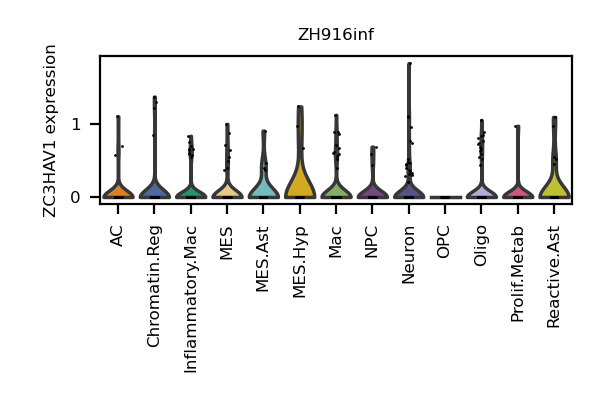 ZH916inf
ZC3HAV1 expression
1
0
AC
Chromatin.Reg
Inflammatory.Mac
MES
MES.Ast
MES.Hyp
Mac
NPC
Neuron
OPC
Oligo
Prolif.Metab
Reactive.Ast